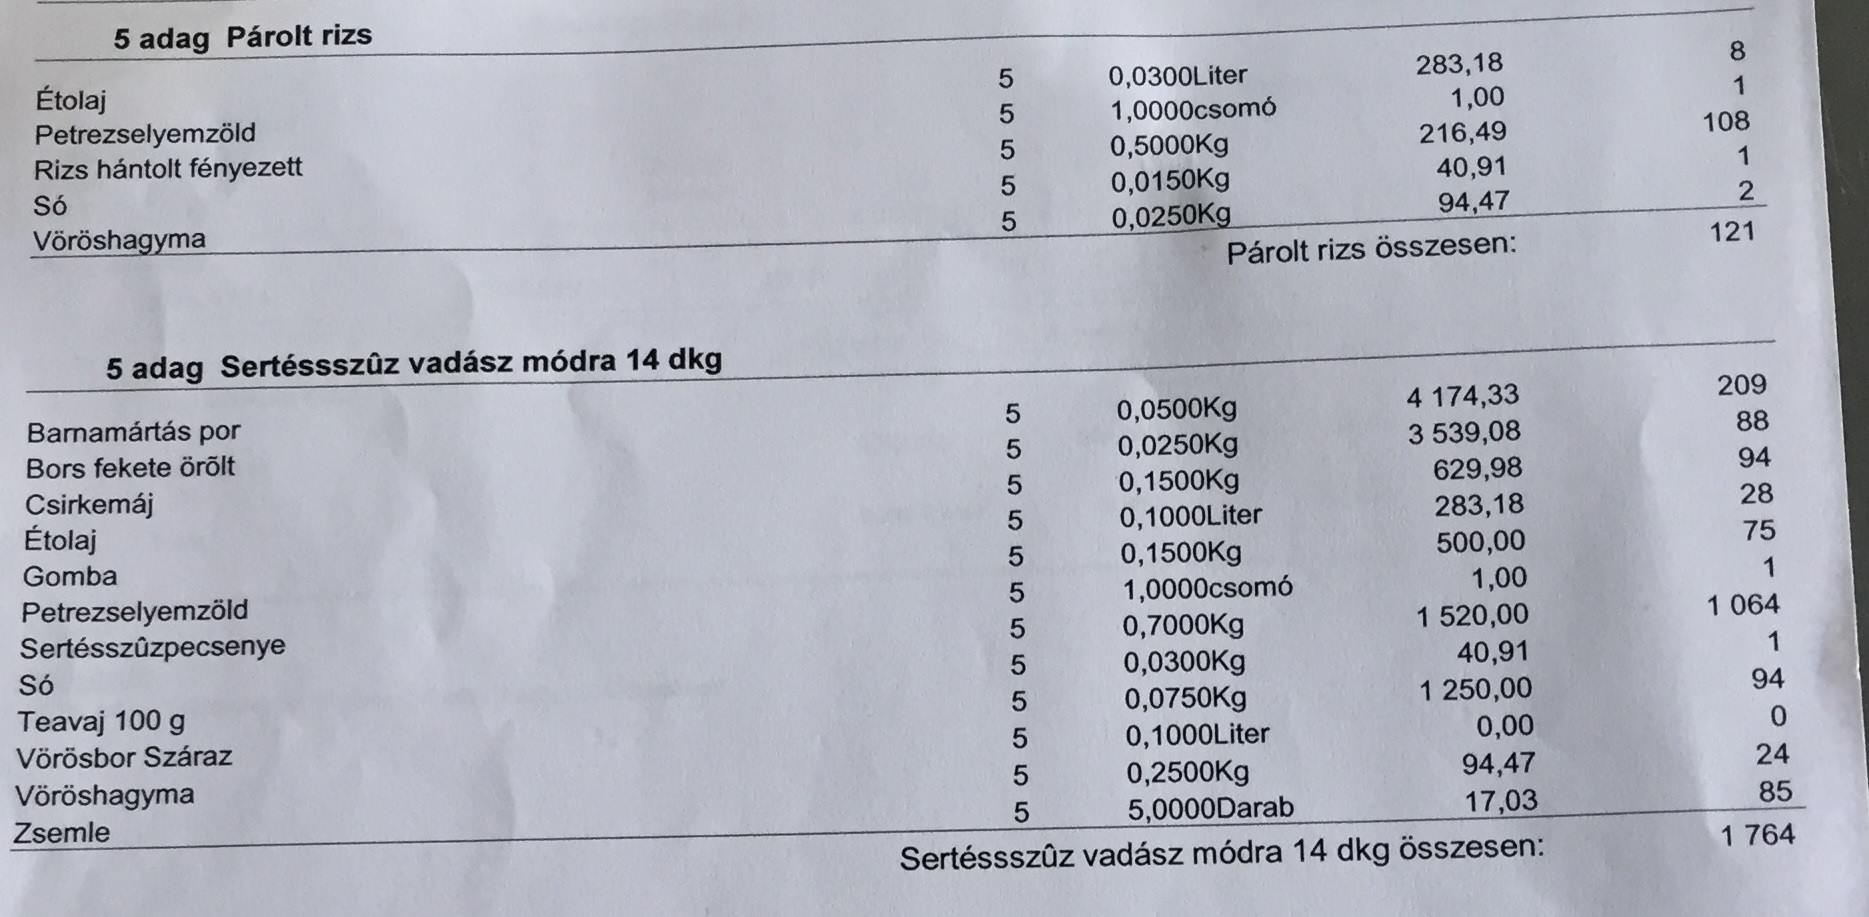 5 adag Párolt rizs
Étolaj 5 0,0300Liter 283,18 8
Petrezselyemzöld 5 1,0000csomó 1,00 1
Rizs hántolt fényezett 5 0,5000Kg 216,49 108
Só 5 0,0150Kg 40,91 1
Vöröshagyma 5 0,0250Kg 94,47 2
Párolt rizs összesen: 121
5 adag Sertéssszûz vadász módra 14 dkg
Barnamártás por 5 0,0500Kg 4 174,33 209
Bors fekete örõlt 5 0,0250Kg 3 539,08 88
Csirkemáj 5 0,1500Kg 629,98 94
Étolaj 5 0,1000Liter 283,18 28
Gomba 5 0,1500Kg 500,00 75
Petrezselyemzöld 5 1,0000csomó 1,00 1
Sertésszûzpecsenye 5 0,7000Kg 1 520,00 1 064
Só 5 0,0300Kg 40,91 1
Teavaj 100 g 5 0,0750Kg 1 250,00 94
Vörösbor Száraz 5 0,1000Liter 0,00 0
Vöröshagyma 5 0,2500Kg 94,47 24
Zsemle 5 5,0000Darab 17,03 85
Sertéssszûz vadász módra 14 dkg összesen: 1 764